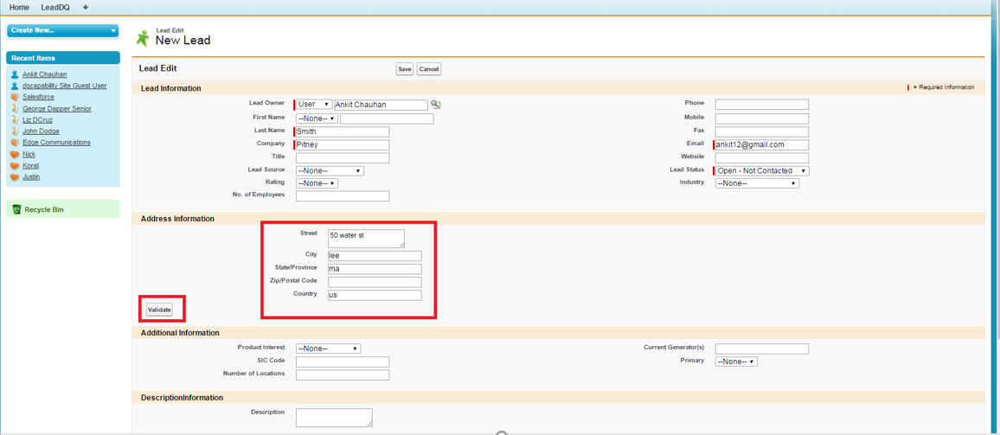 Home LeadDQ +
Create New...
Recent Items
Ankit Chauhan
dqcapability Site Guest User
Salesforce
George Dapper Senior
Liz DCruz
John Dodge
Edge Communications
Nick
Koral
Justin
Recycle Bin
Lead Edit
New Lead
Lead Edit Save Cancel
Lead Information = Required Information
Lead Owner User Ankit Chauhan Phone
First Name --None-- Mobile
Last Name Smith Fax
Company Pitney Email ankit12@gmail.com
Title Website
Lead Source --None-- Lead Status Open - Not Contacted
Rating --None-- Industry --None--
No. of Employees
Address Information
Street 50 water st
City lee
State/Province ma
Zip/Postal Code
Country us
Validate
Additional Information
Product Interest --None-- Current Generator(s)
SIC Code Primary --None--
Number of Locations
DescriptionInformation
Description